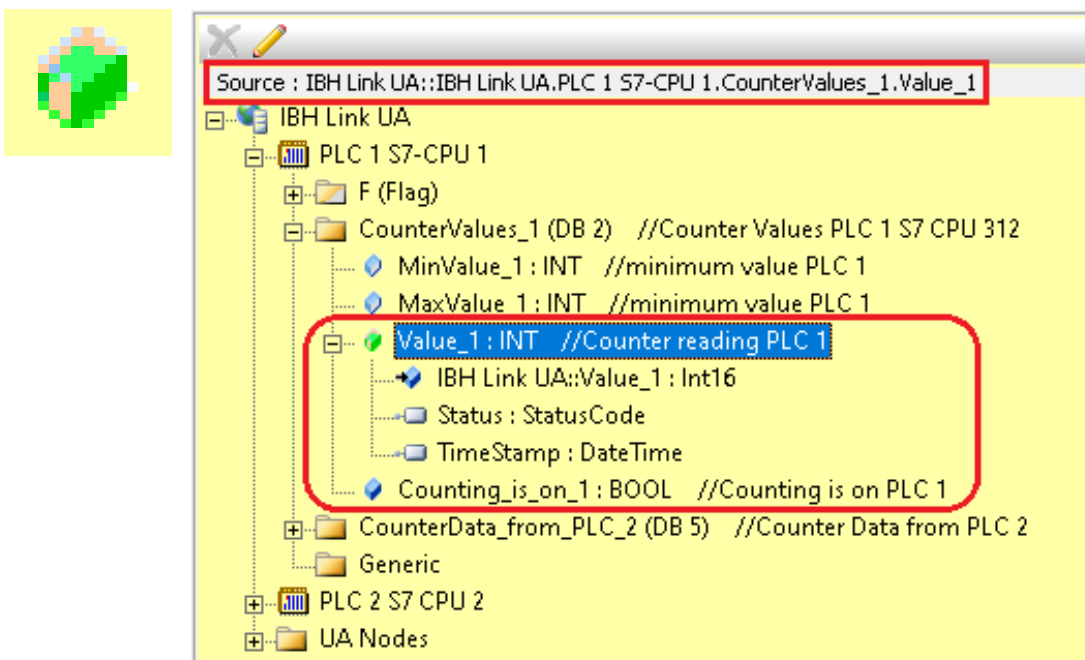 Source : IBH Link UA::IBH Link UA.PLC 1 S7-CPU 1.CounterValues_1.Value_1
IBH Link UA
PLC 1 S7-CPU 1
F (Flag)
CounterValues_1 (DB 2) //Counter Values PLC 1 S7 CPU 312
MinValue_1 : INT //minimum value PLC 1
MaxValue_1 : INT //minimum value PLC 1
Value_1 : INT //Counter reading PLC 1
IBH Link UA::Value_1 : Int16
Status : StatusCode
TimeStamp : DateTime
Counting_is_on_1 : BOOL //Counting is on PLC 1
CounterData_from_PLC_2 (DB 5) //Counter Data from PLC 2
Generic
PLC 2 S7 CPU 2
UA Nodes